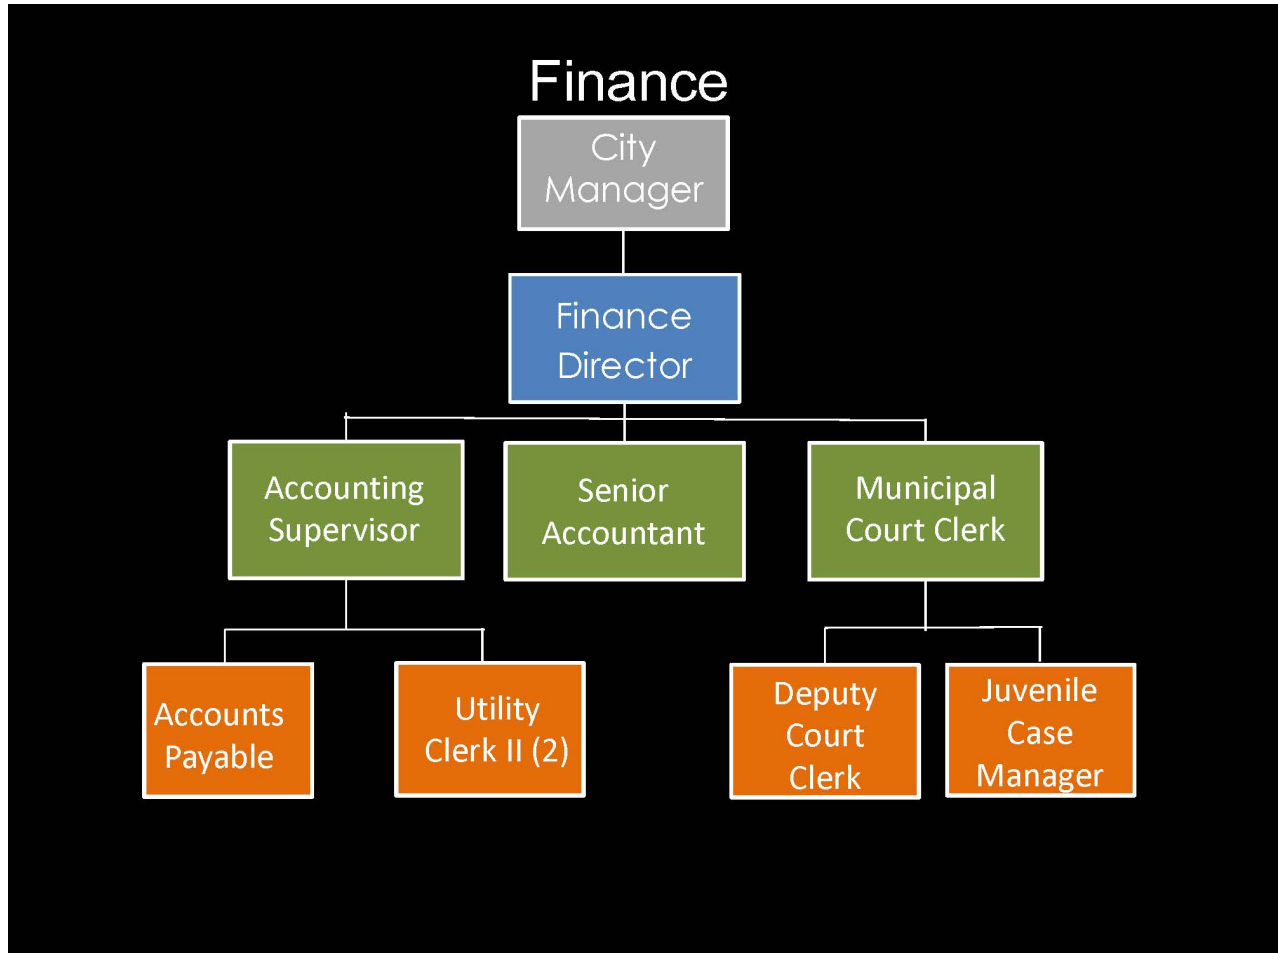 Finance
City
Manager
Finance
Director
Accounting
Supervisor
Senior
Accountant
Municipal
Court Clerk
Accounts
Payable
Utility
Clerk II (2)
Deputy
Court
Clerk
Juvenile
Case
Manager